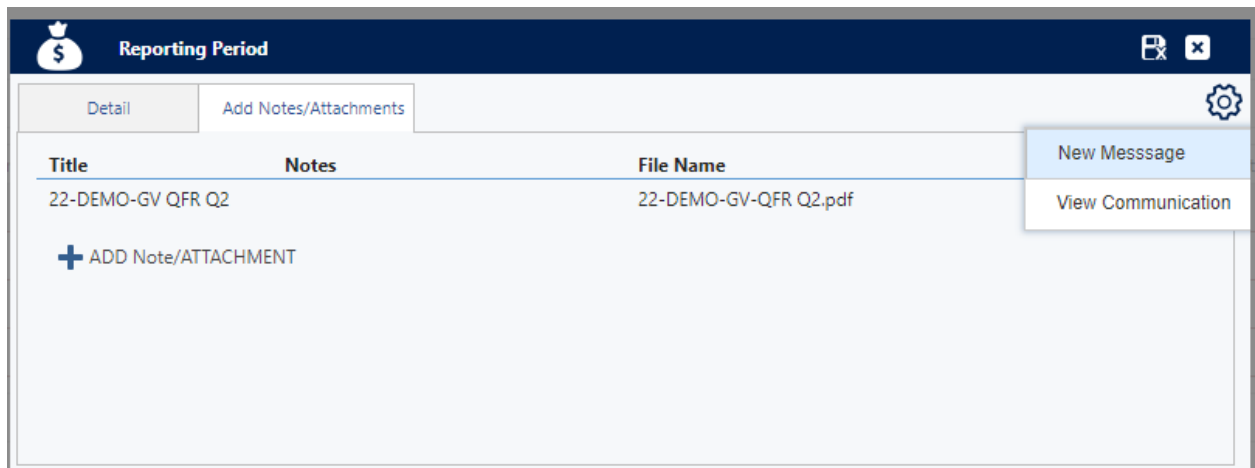 $ Reporting Period
Detail Add Notes/Attachments
New Messsage
Title Notes File Name
22-DEMO-GV QFR Q2 22-DEMO-GV-QFR Q2.pdf
View Communication
ADD Note/ATTACHMENT